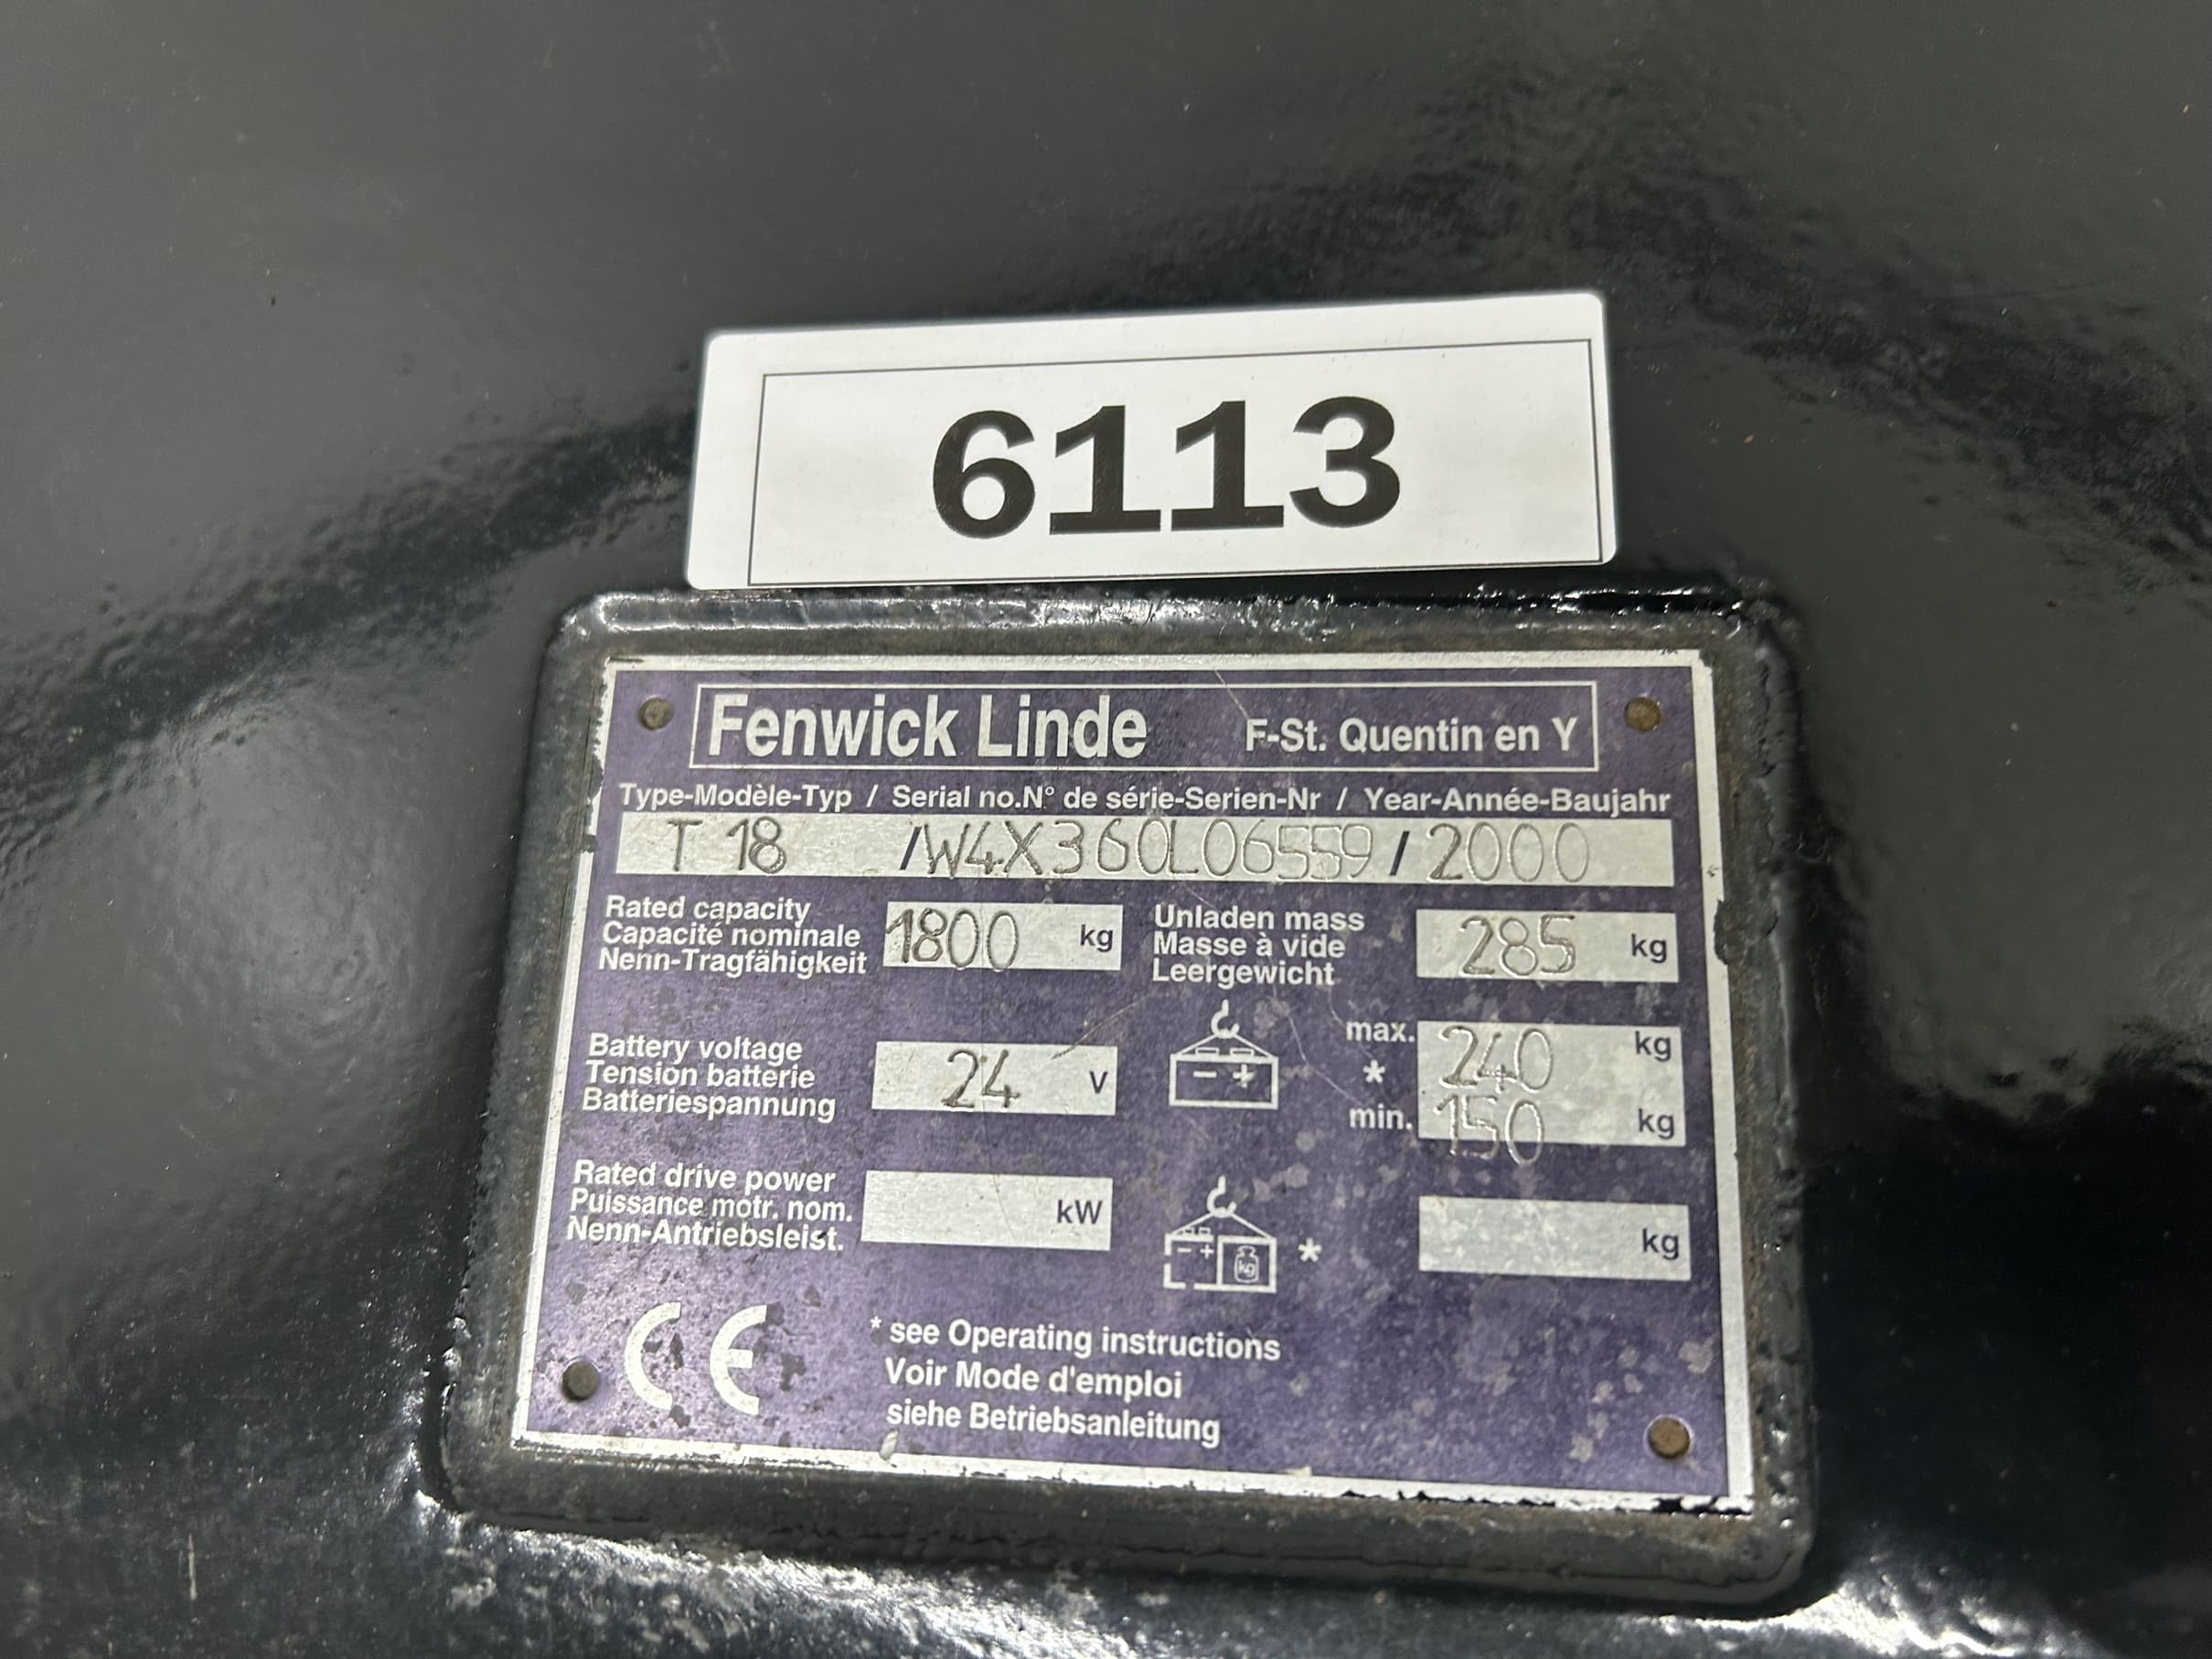 6113
Fenwick Linde F-St. Quentin en Y
Type-Modèle-Typ / Serial no.N° de série-Serien-Nr / Year-Année-Baujahr
T 18 /W4X360L06559/2000
Rated capacity
Capacité nominale
Nenn-Tragfähigkeit
1800 kg
Unladen mass
Masse à vide
Leergewicht
285 kg
Battery voltage
Tension batterie
Batteriespannung
24 V
- +
max. 240 kg
*
min. 150 kg
Rated drive power
Puissance motr. nom.
Nenn-Antriebsleist.
kW
- + kg *
kg
CE
* see Operating instructions
Voir Mode d'emploi
siehe Betriebsanleitung